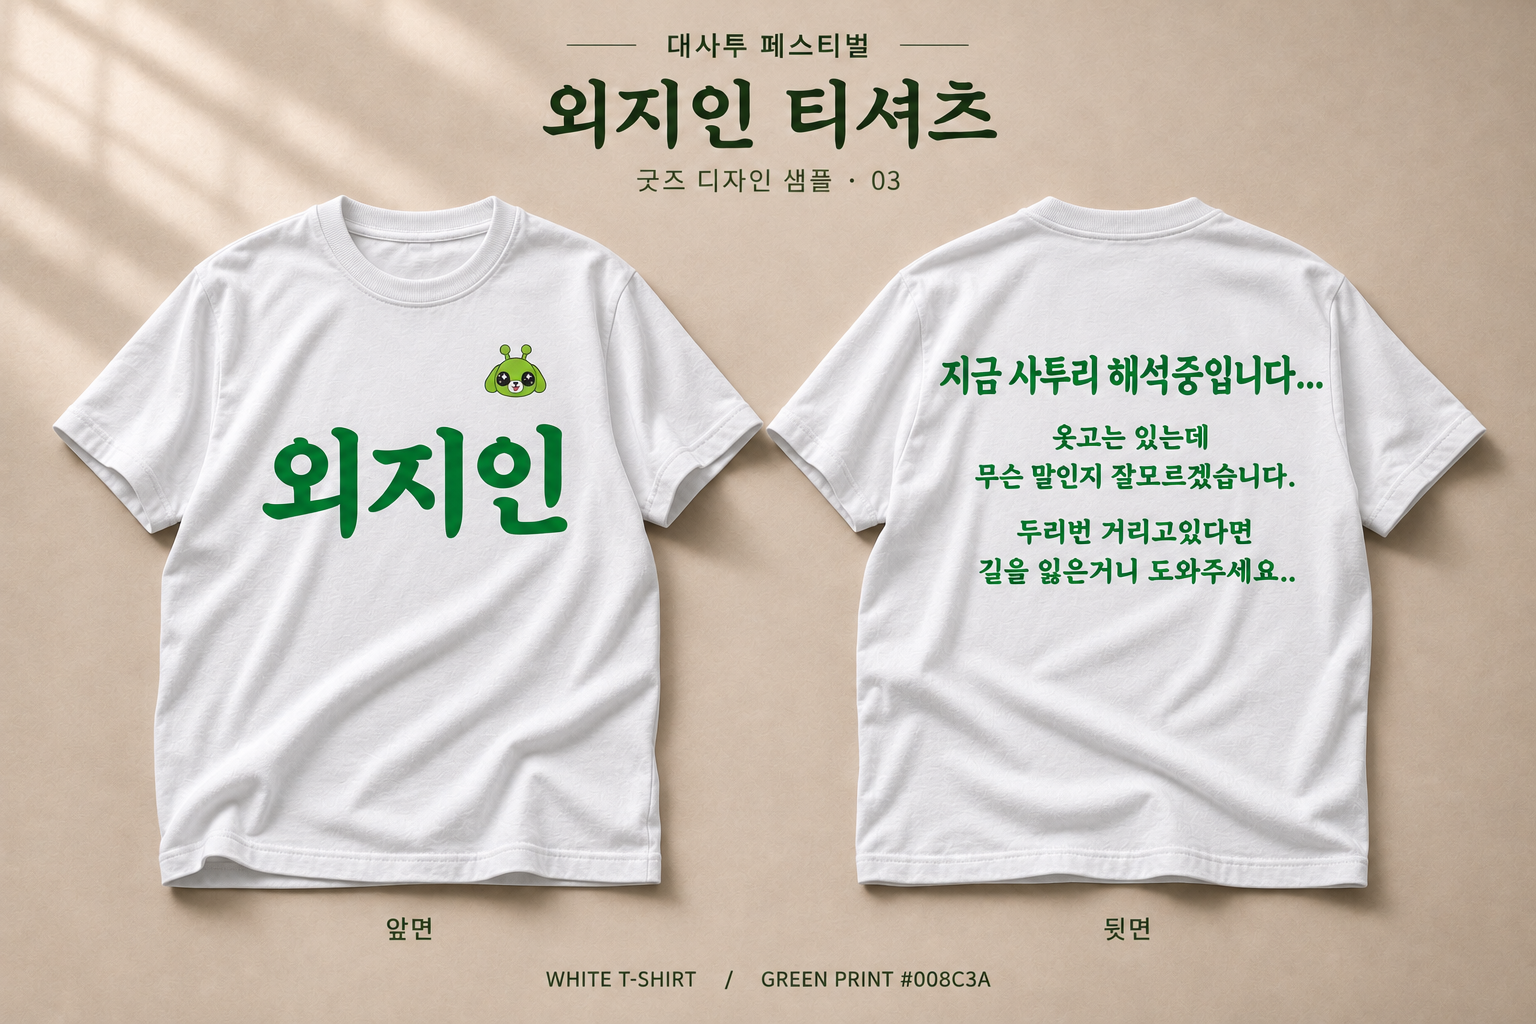 대사투 페스티벌
외지인 티셔츠
굿즈 디자인 샘플 · 03
외지인
지금 사투리 해석중입니다...
웃고는 있는데
무슨 말인지 잘모르겠습니다.
두리번 거리고있다면
길을 잃은거니 도와주세요..
앞면
뒷면
WHITE T-SHIRT / GREEN PRINT #008C3A